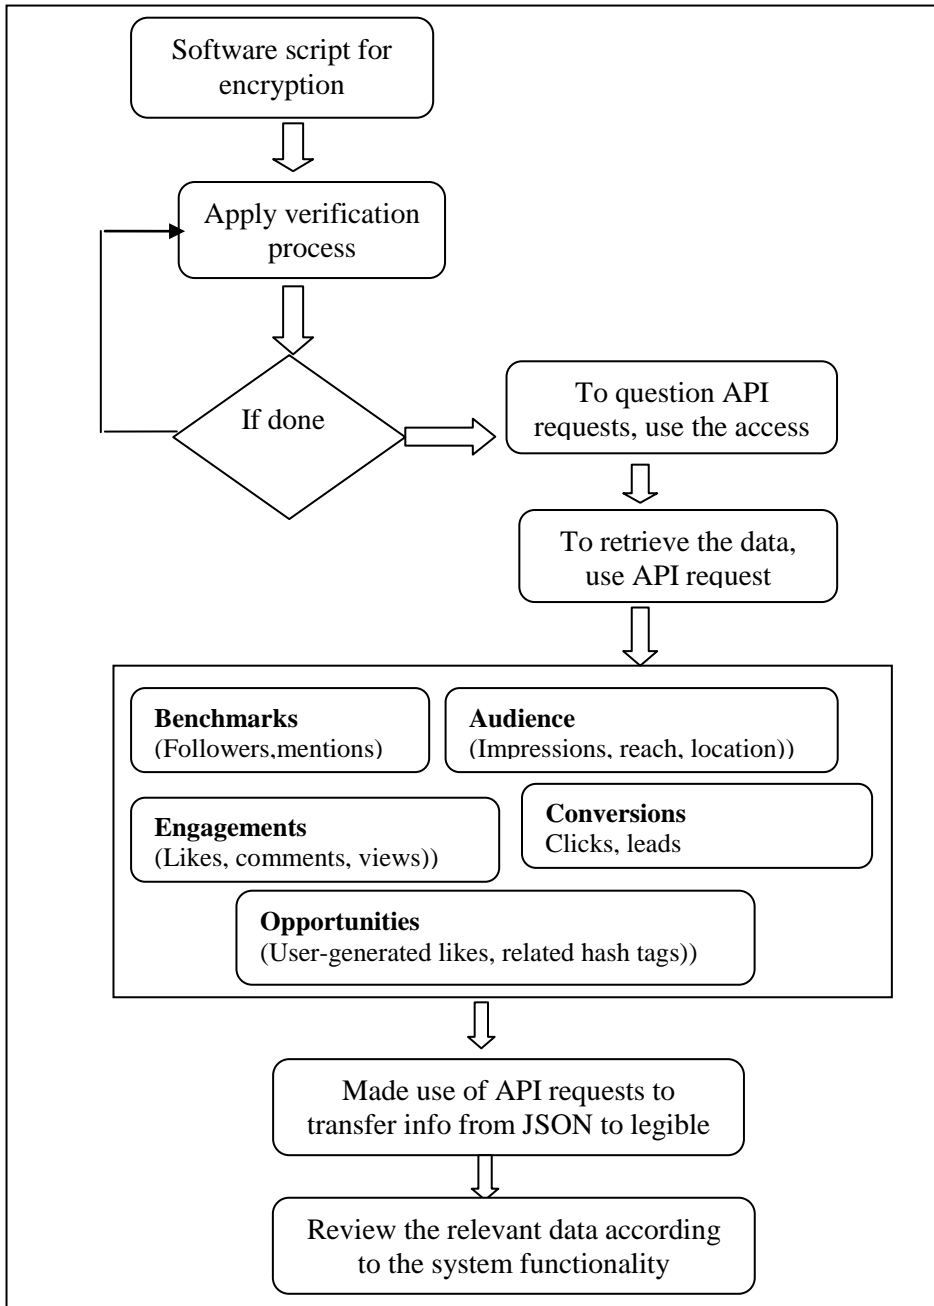 Software script for
encryption
Apply verification
process
If done
To question API
requests, use the access
To retrieve the data,
use API request
Benchmarks
(Followers,mentions)
Audience
(Impressions, reach, location))
Engagements
(Likes, comments, views))
Conversions
Clicks, leads
Opportunities
(User-generated likes, related hash tags))
Made use of API requests to
transfer info from JSON to legible
Review the relevant data according
to the system functionality